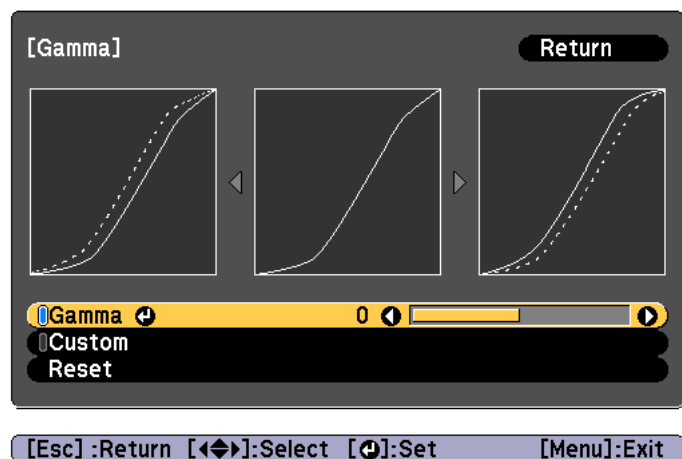 [Gamma] Return
Gamma 0
Custom
Reset
[Esc] :Return [◀◆▶]:Select [↵]:Set [Menu]:Exit